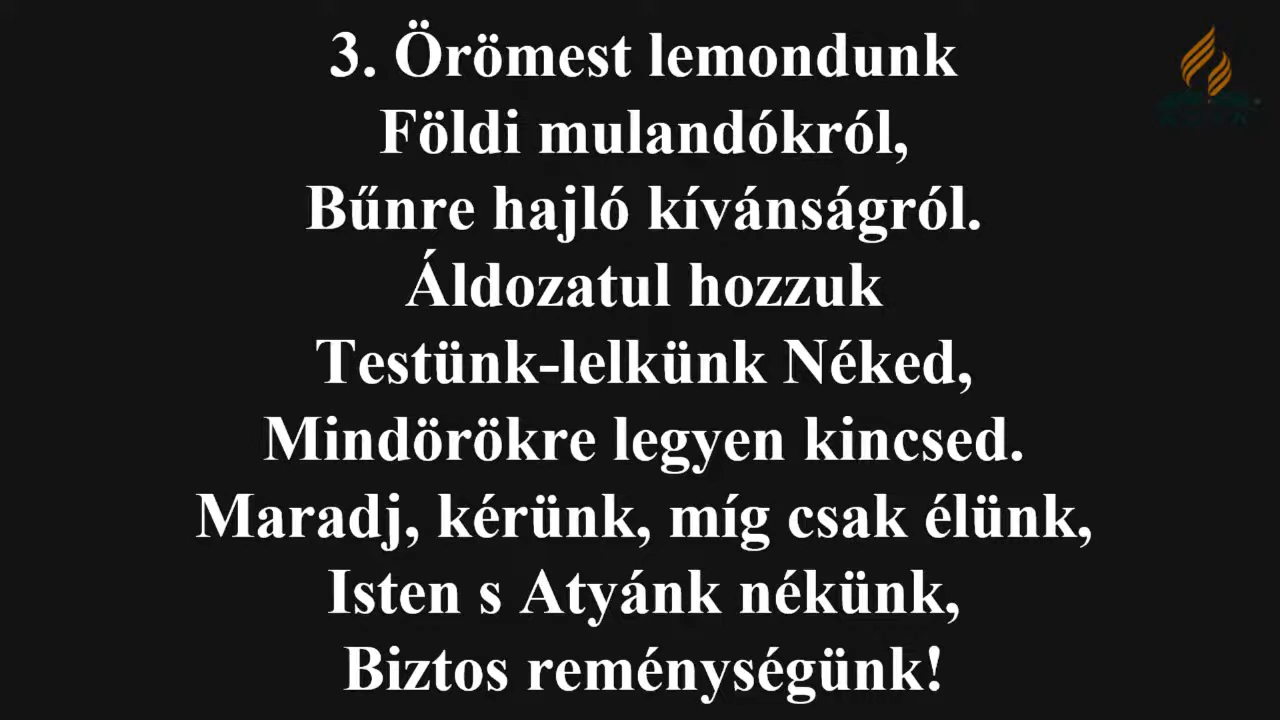 3. Örömest lemondunk
Földi mulandókról,
Bűnre hajló kívánságról.
Áldozatul hozzuk
Testünk-lelkünk Néked,
Mindörökre legyen kincsed.
Maradj, kérünk, míg csak élünk,
Isten s Atyánk nékünk,
Biztos reménységünk!